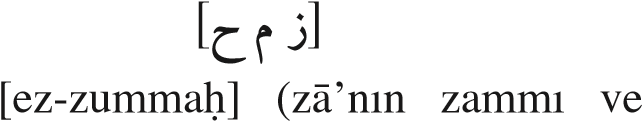 [ز م ح]
[ez-zummaḥ] (zā’nın zammı ve